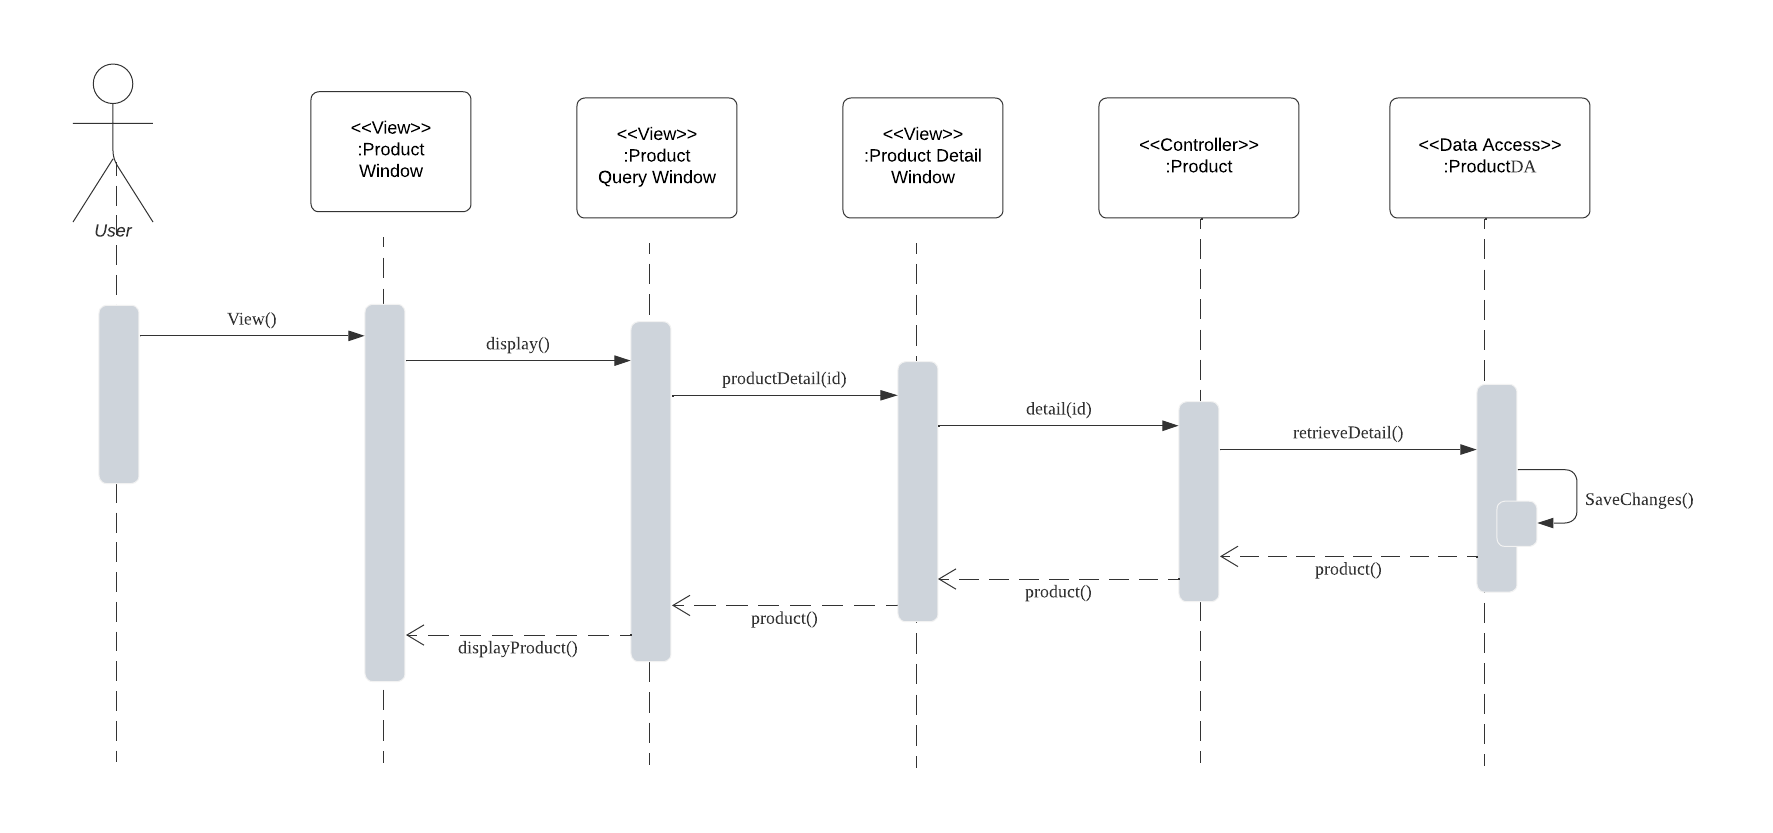 <<View>>
:Product
Window
<<View>>
:Product
Query Window
<<View>>
:Product Detail
Window
<<Controller>>
:Product
<<Data Access>>
:ProductDA
User
View()
display()
productDetail(id)
detail(id)
retrieveDetail()
SaveChanges()
product()
product()
product()
displayProduct()